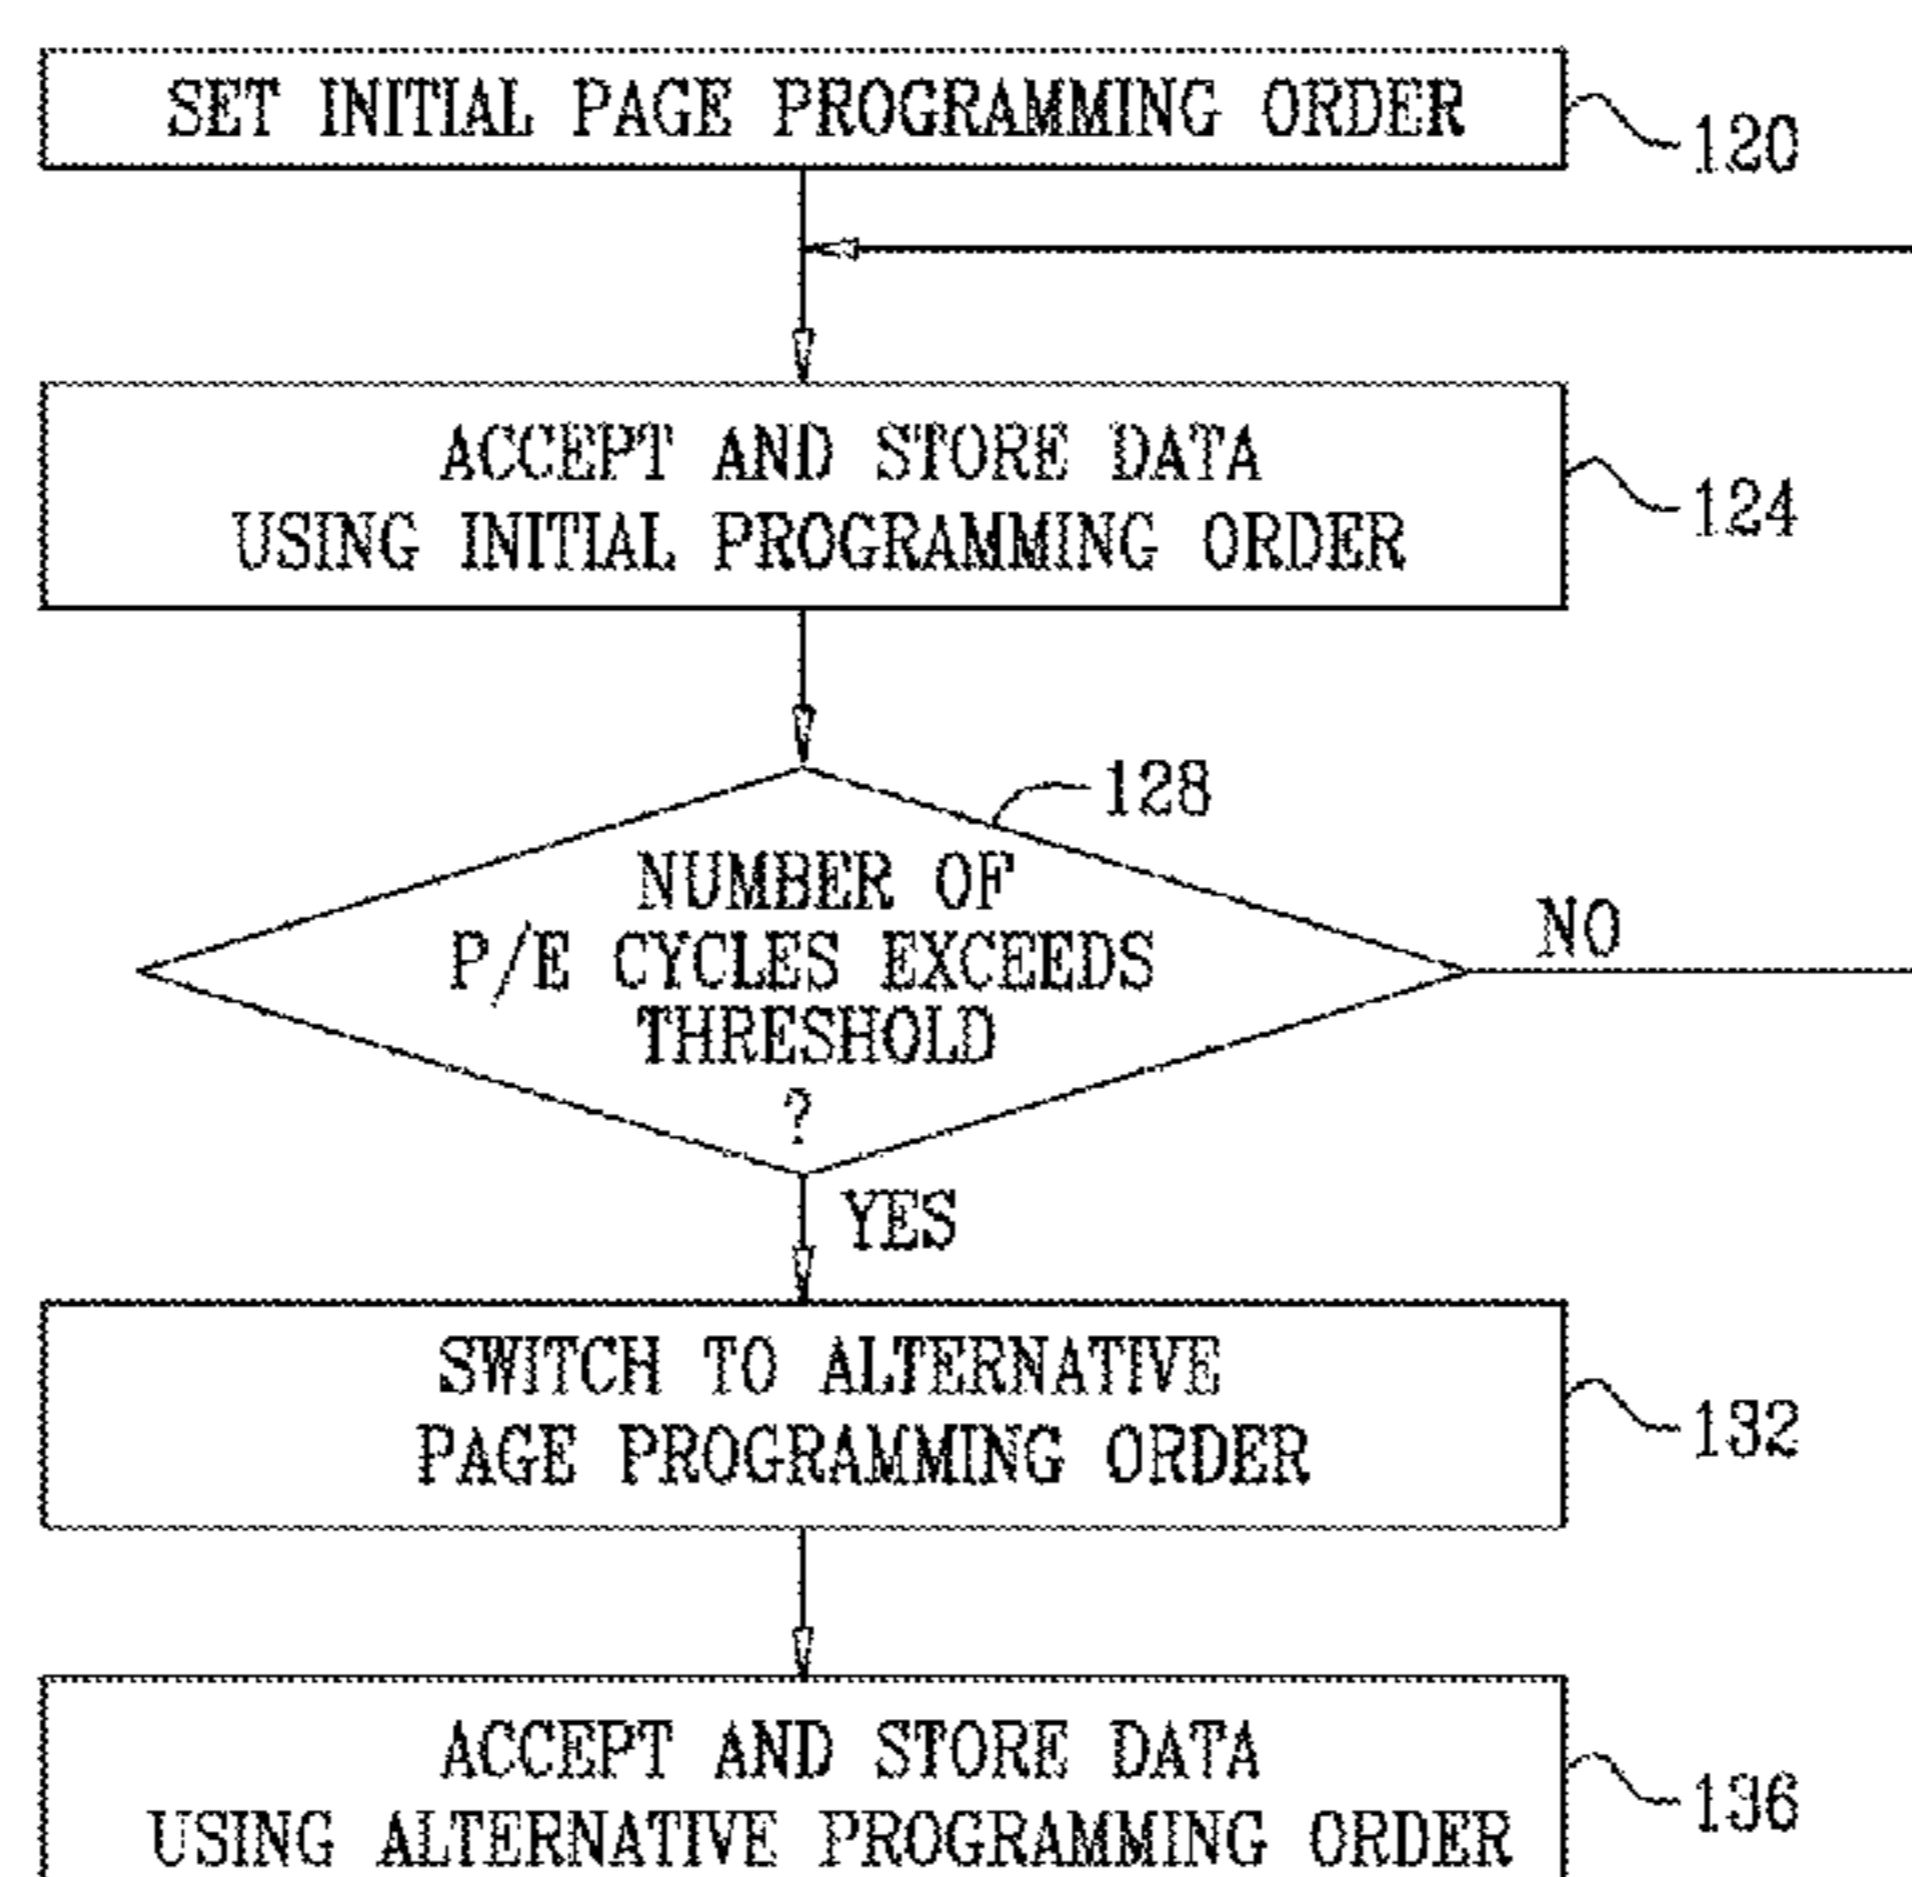 SET INITIAL PAGE PROGRAMMING ORDER
120
ACCEPT AND STORE DATA
USING INITIAL PROGRAMMING ORDER
124
128
NUMBER OF
P/E CYCLES EXCEEDS
THRESHOLD
?
NO
YES
SWITCH TO ALTERNATIVE
PAGE PROGRAMMING ORDER
132
ACCEPT AND STORE DATA
USING ALTERNATIVE PROGRAMMING ORDER
136